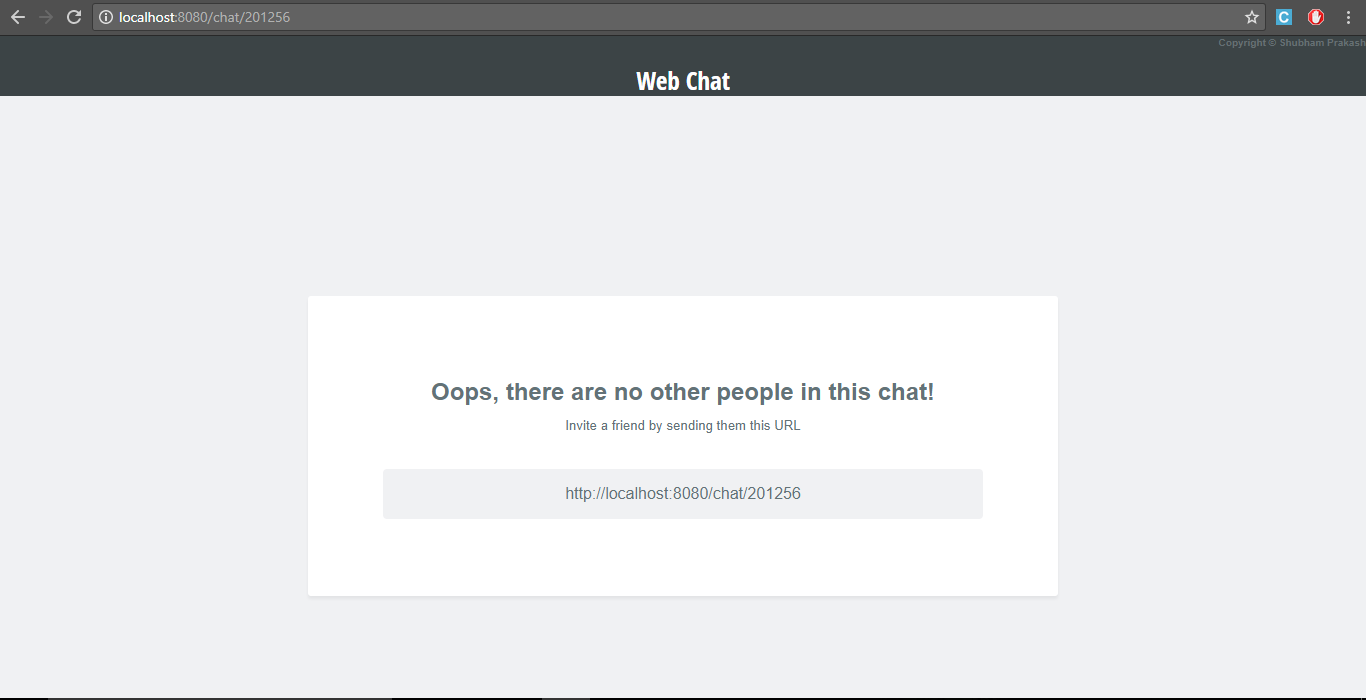 localhost:8080/chat/201256
C
Copyright © Shubham Prakash
Web Chat
Oops, there are no other people in this chat!
Invite a friend by sending them this URL
http://localhost:8080/chat/201256